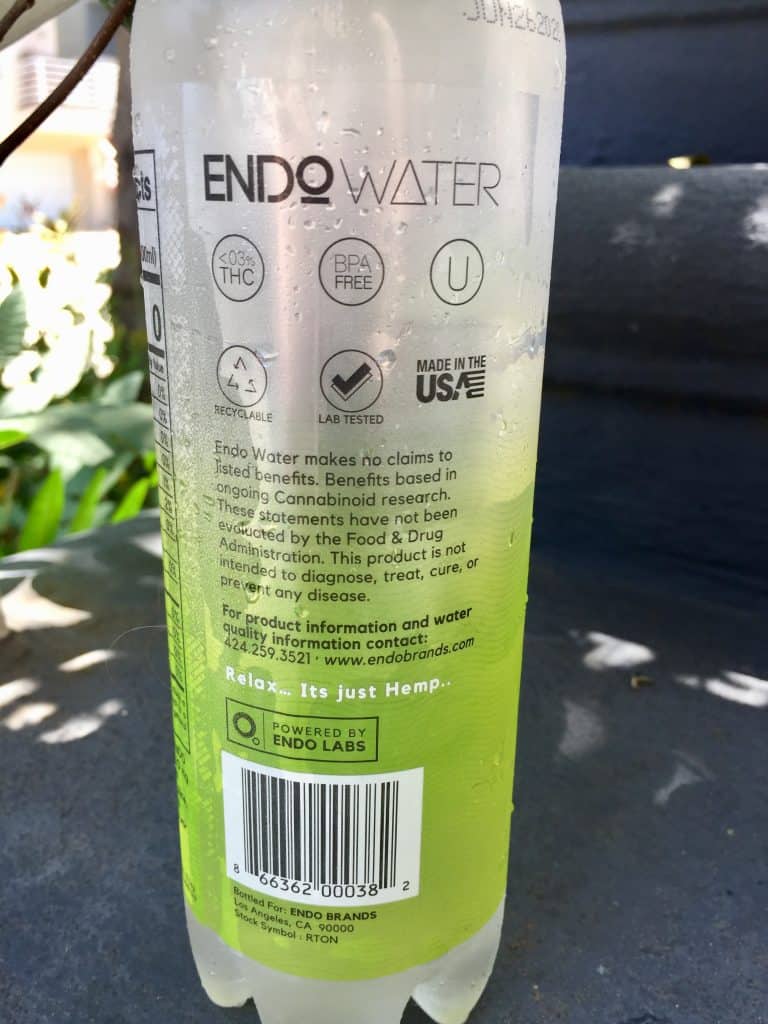 JUN262020
ENDO WATER
<03% THC
BPA FREE
U
RECYCLABLE
LAB TESTED
MADE IN THE
USA
Endo Water makes no claims to
listed benefits. Benefits based in
ongoing Cannabinoid research.
These statements have not been
evaluated by the Food & Drug
Administration. This product is not
intended to diagnose, treat, cure, or
prevent any disease.
For product information and water
quality information contact:
424.259.3521 · www.endobrands.com
Relax... Its just Hemp..
POWERED BY
ENDO LABS
8 66362 00038 2
Bottled For: ENDO BRANDS
Los Angeles, CA 90000
Stock Symbol : RTON